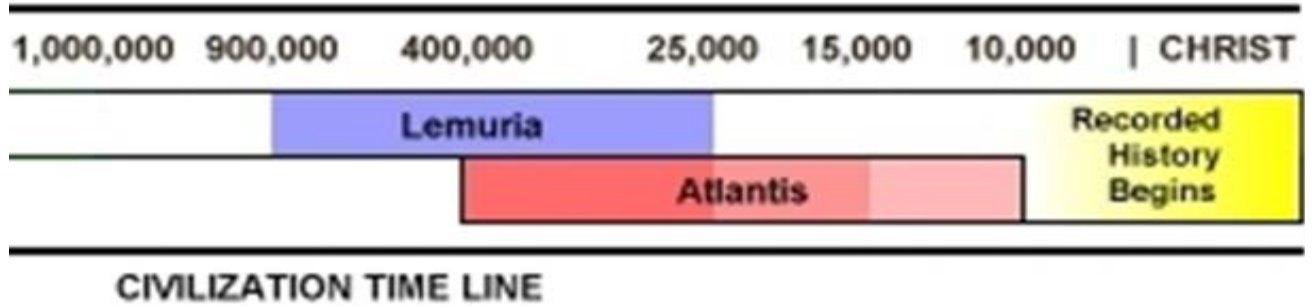 1,000,000 900,000 400,000 25,000 15,000 10,000 | CHRIST
Lemuria
Atlantis
Recorded
History
Begins
CIVILIZATION TIME LINE